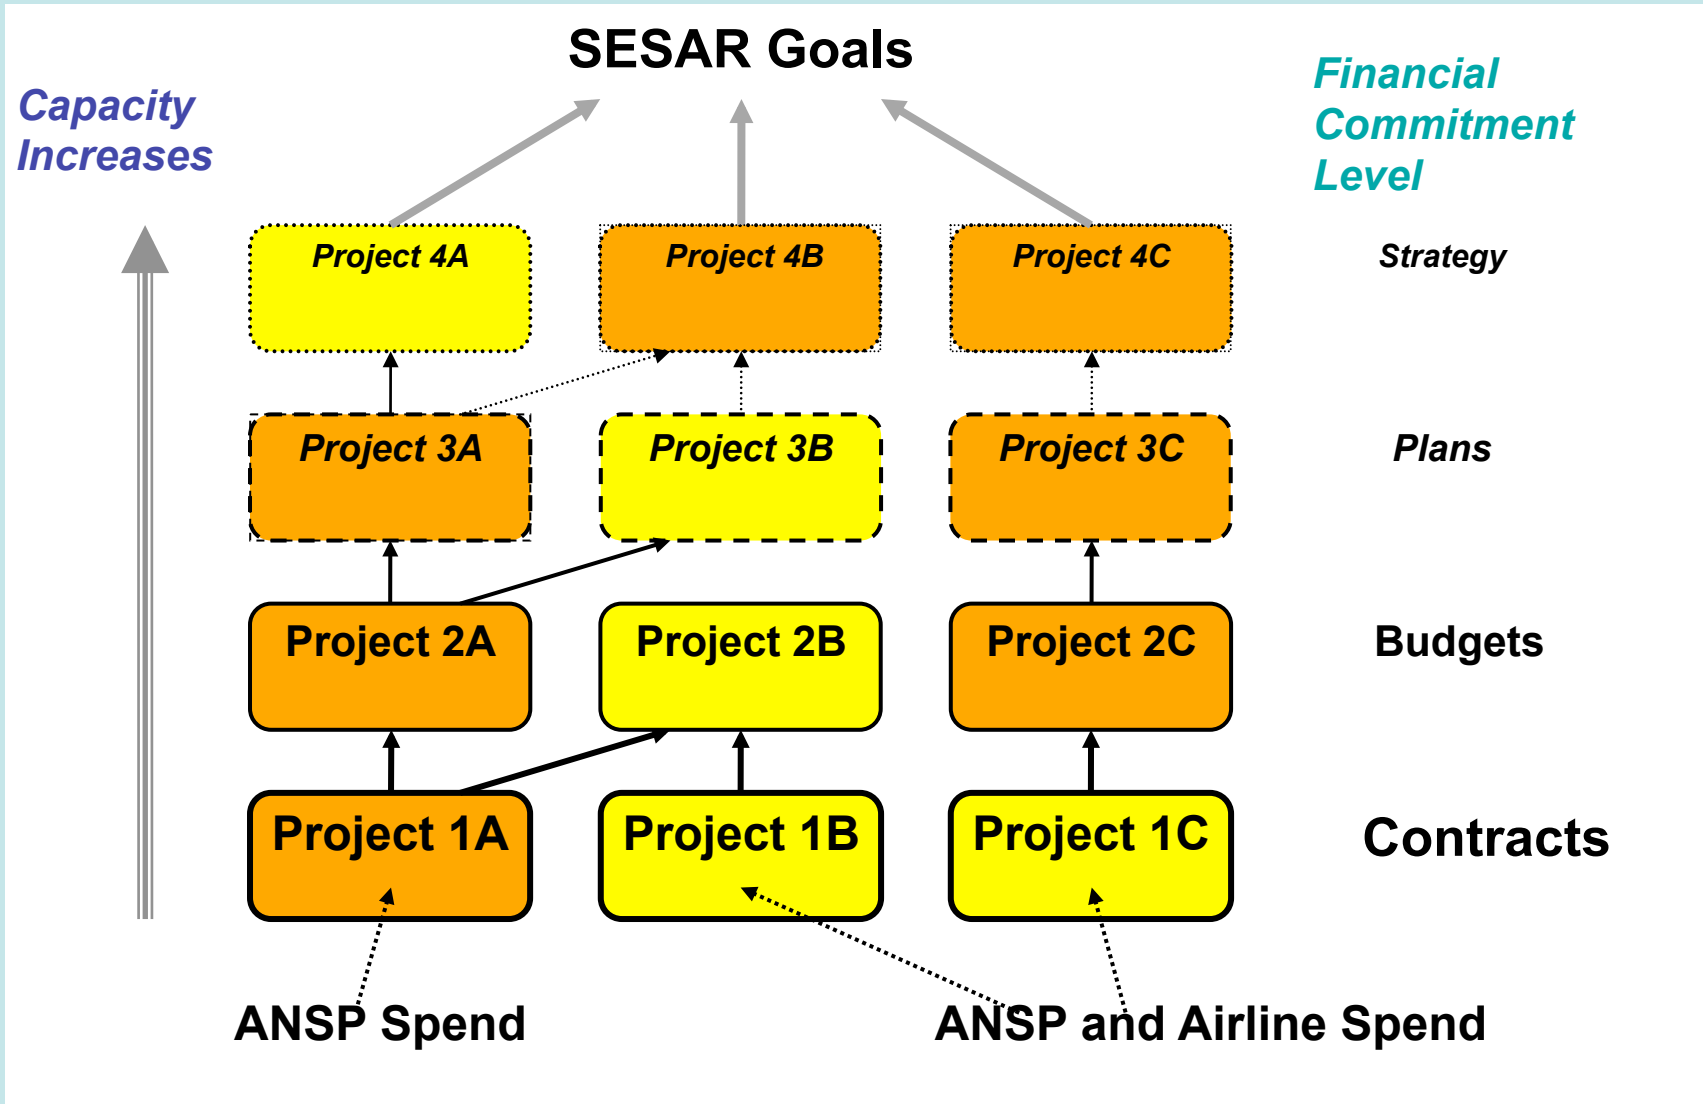 SESAR Goals
Capacity
Increases
Financial
Commitment
Level
Project 4A
Project 4B
Project 4C
Strategy
Project 3A
Project 3B
Project 3C
Plans
Project 2A
Project 2B
Project 2C
Budgets
Project 1A
Project 1B
Project 1C
Contracts
ANSP Spend
ANSP and Airline Spend